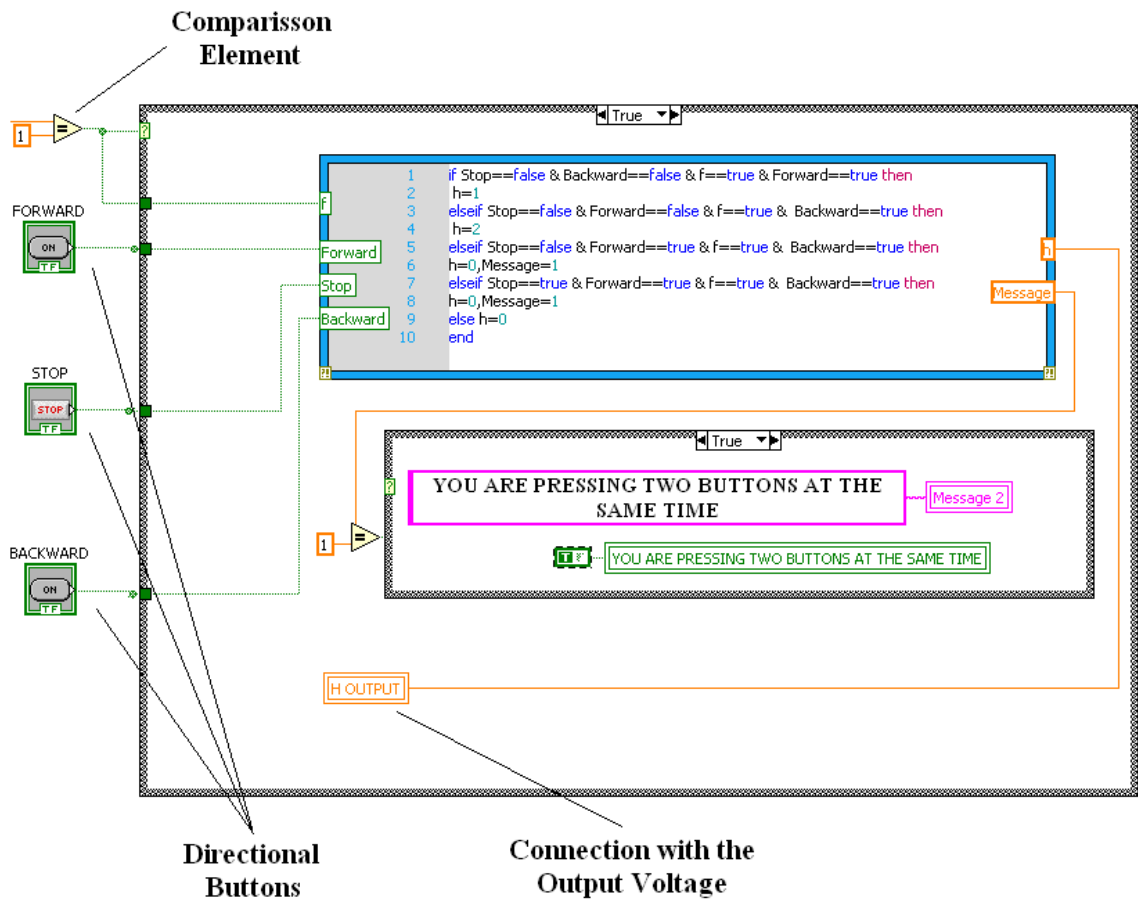 Comparisson
Element
True
1
=
?
FORWARD
ON
TF
f
Forward
Stop
Backward
1 if Stop==false & Backward==false & f==true & Forward==true then
2 h=1
3 elseif Stop==false & Forward==false & f==true & Backward==true then
4 h=2
5 elseif Stop==false & Forward==true & f==true & Backward==true then
6 h=0,Message=1
7 elseif Stop==true & Forward==true & f==true & Backward==true then
8 h=0,Message=1
9 else h=0
10 end
h
Message
?!
?!
STOP
STOP
TF
True
?
YOU ARE PRESSING TWO BUTTONS AT THE
SAME TIME
Message 2
1
=
T F
YOU ARE PRESSING TWO BUTTONS AT THE SAME TIME
BACKWARD
ON
TF
H OUTPUT
Directional
Buttons
Connection with the
Output Voltage